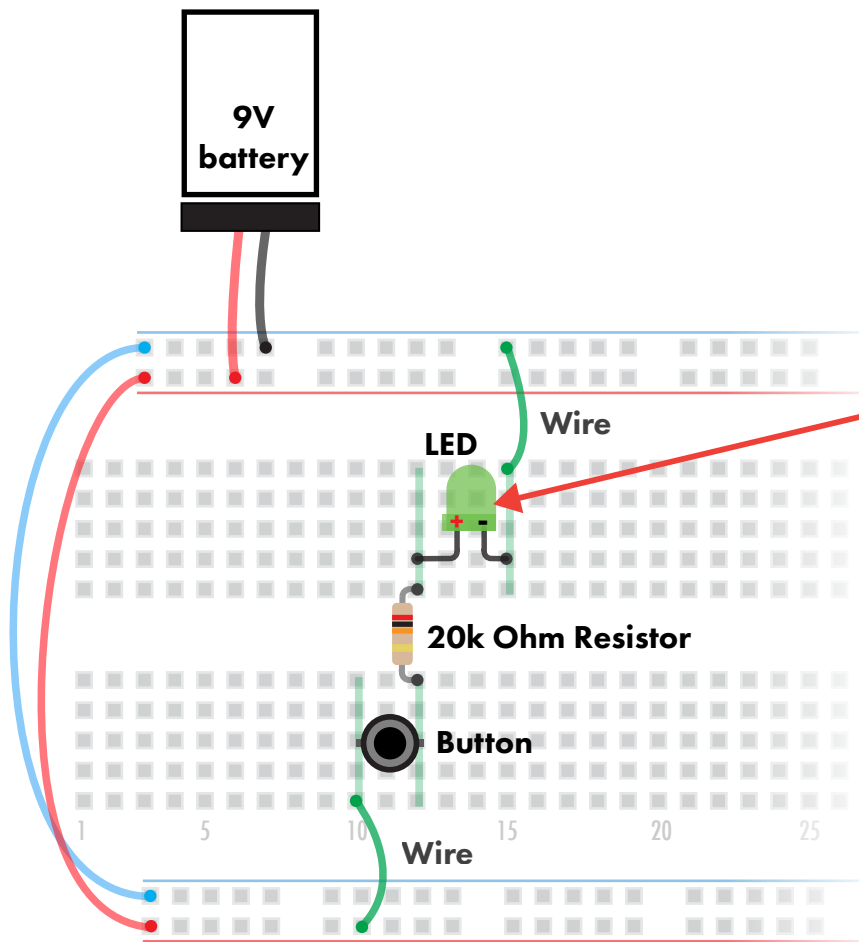 9V
battery
Wire
LED
+ -
20k Ohm Resistor
Button
1 5 10 15 20 25
Wire